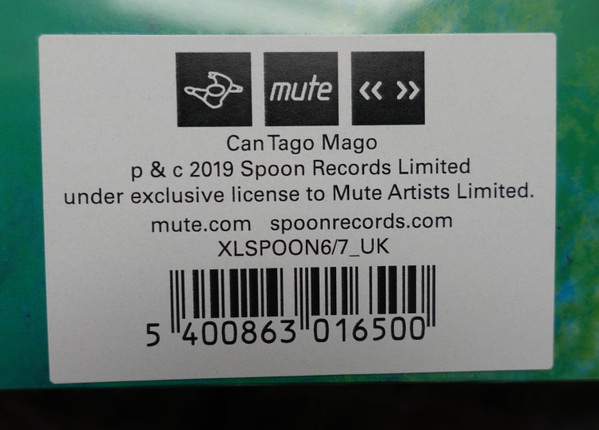 mute
Can Tago Mago
p & c 2019 Spoon Records Limited
under exclusive license to Mute Artists Limited.
mute.com spoonrecords.com
XLSPOON6/7_UK
5 400863 016500